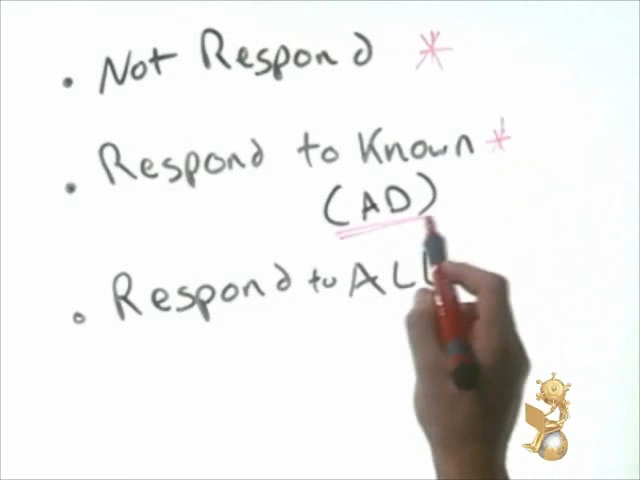 • Not Respond *
• Respond to Known *
(AD)
• Respond to ALL